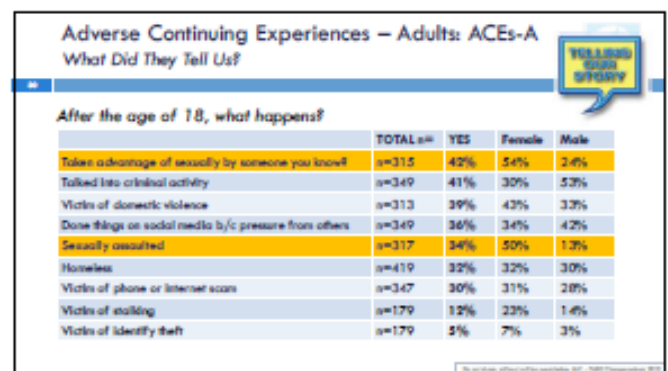 Adverse Continuing Experiences – Adults: ACEs-A
What Did They Tell Us?
TELLING
OUR
STORY
After the age of 18, what happens?
TOTAL n= YES Female Male
Taken advantage of sexually by someone you know? n=315 42% 54% 24%
Talked into criminal activity n=349 41% 30% 53%
Victim of domestic violence n=313 39% 43% 33%
Done things on social media b/c pressure from others n=349 36% 34% 42%
Sexually assaulted n=317 34% 50% 13%
Homeless n=419 32% 32% 30%
Victim of phone or internet scam n=347 30% 31% 28%
Victim of stalking n=179 12% 23% 14%
Victim of identify theft n=179 5% 7% 3%